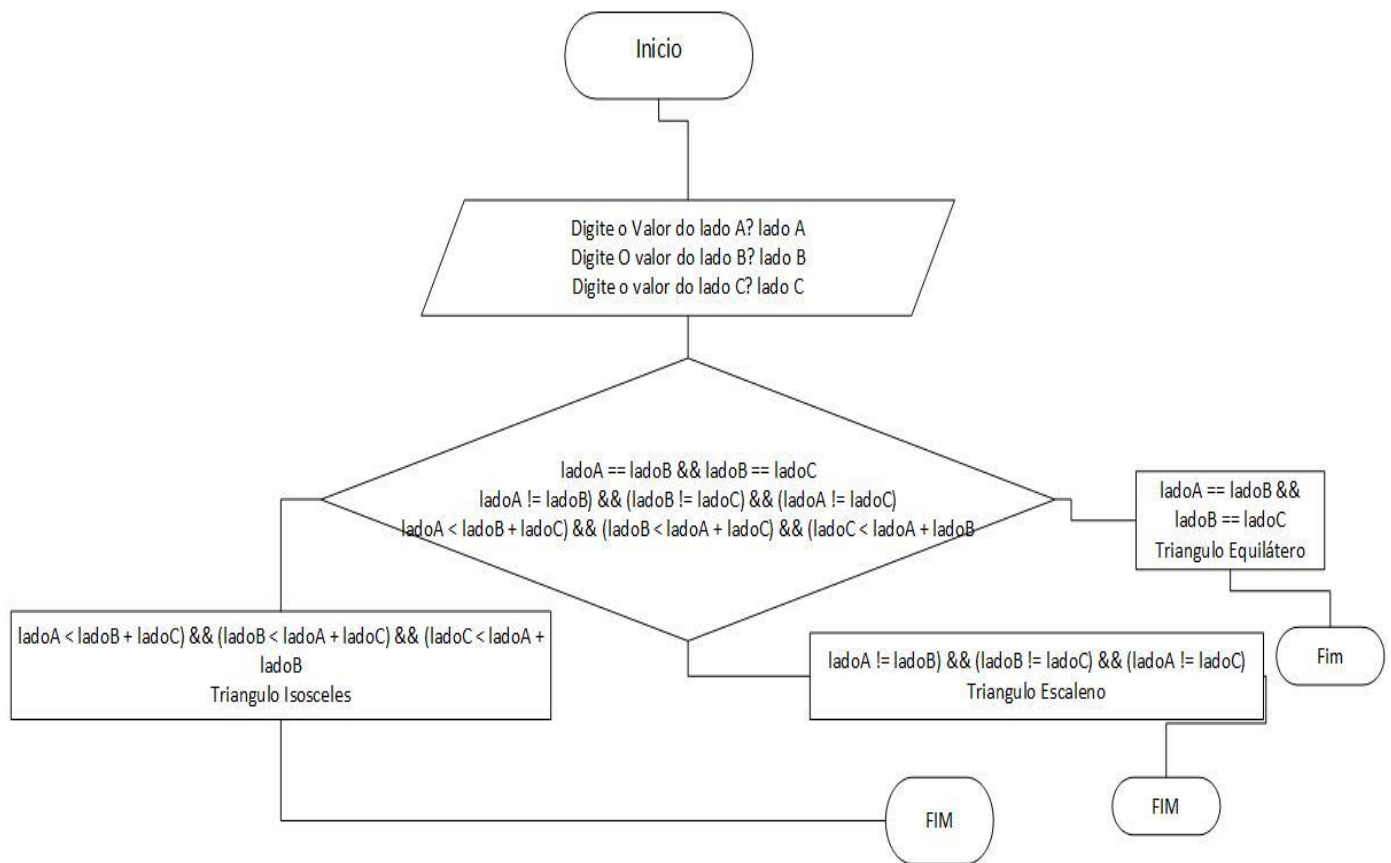 Inicio
Digite o Valor do lado A? lado A
Digite O valor do lado B? lado B
Digite o valor do lado C? lado C
ladoA == ladoB && ladoB == ladoC
ladoA != ladoB) && (ladoB != ladoC) && (ladoA != ladoC)
ladoA < ladoB + ladoC) && (ladoB < ladoA + ladoC) && (ladoC < ladoA + ladoB
ladoA == ladoB &&
ladoB == ladoC
Triangulo Equilátero
Fim
ladoA < ladoB + ladoC) && (ladoB < ladoA + ladoC) && (ladoC < ladoA +
ladoB
Triangulo Isosceles
ladoA != ladoB) && (ladoB != ladoC) && (ladoA != ladoC)
Triangulo Escaleno
FIM
FIM